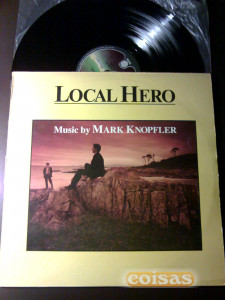 LOCAL HERO
Music by MARK KNOPFLER
coisas